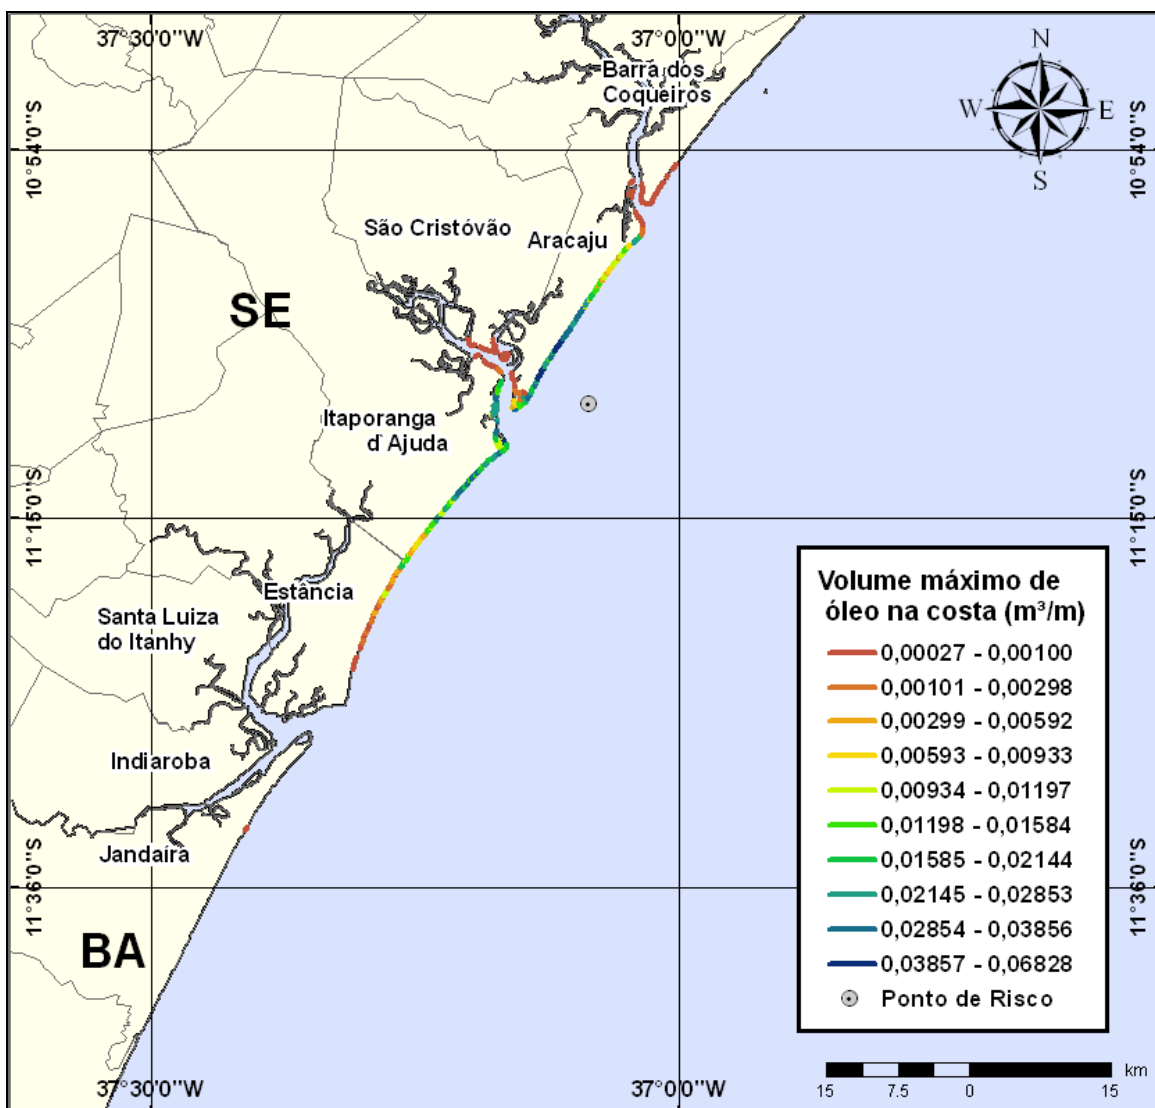 37°30'0"W
37°0'0"W
N
W
E
S
10°54'0"S
10°54'0"S
Barra dos
Coqueiros
São Cristóvão
Aracaju
SE
Itaporanga
d`Ajuda
11°15'0"S
11°15'0"S
Estância
Santa Luiza
do Itanhy
Indiaroba
Jandaíra
11°36'0"S
11°36'0"S
BA
Volume máximo de
óleo na costa (m³/m)
0,00027 - 0,00100
0,00101 - 0,00298
0,00299 - 0,00592
0,00593 - 0,00933
0,00934 - 0,01197
0,01198 - 0,01584
0,01585 - 0,02144
0,02145 - 0,02853
0,02854 - 0,03856
0,03857 - 0,06828
Ponto de Risco
km
15 7.5 0 15
37°30'0"W
37°0'0"W